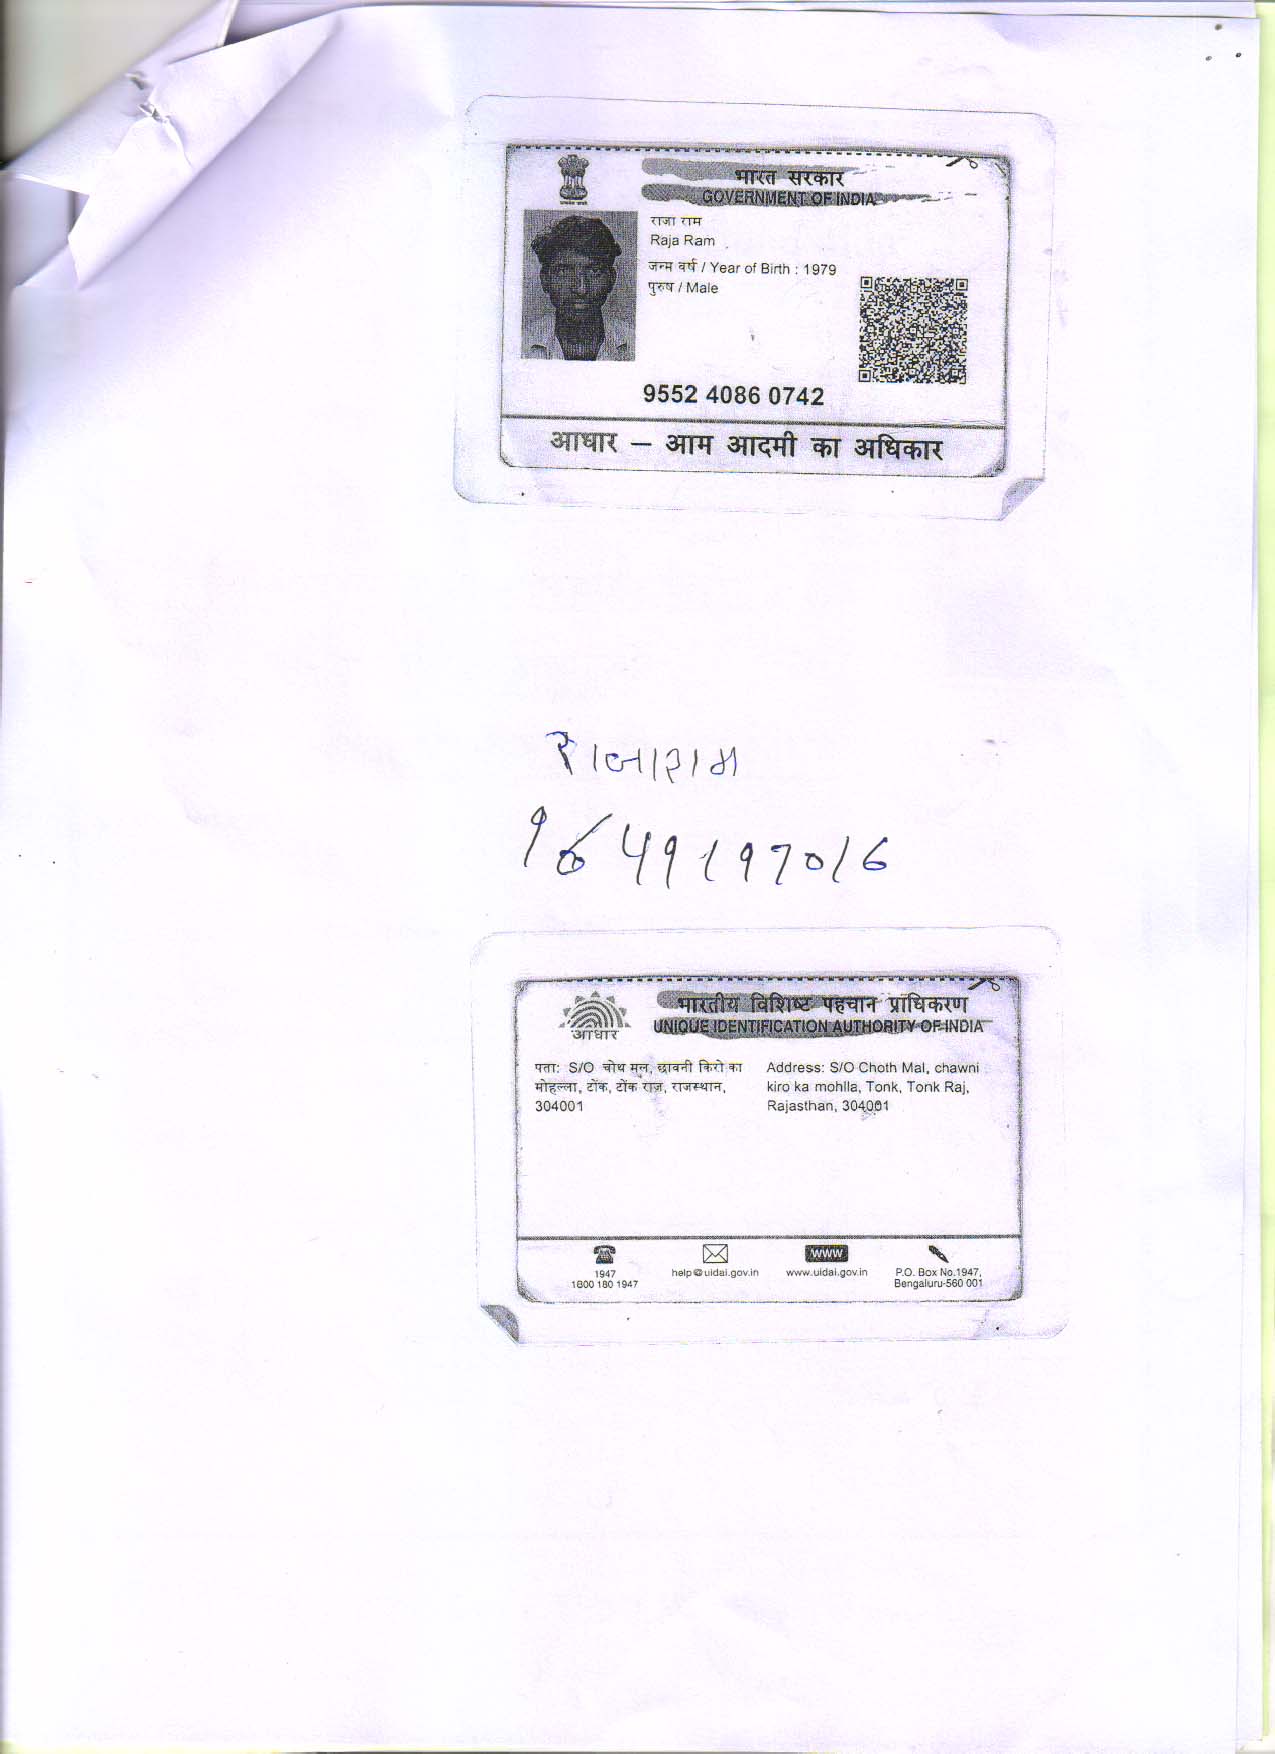 भारत सरकार
GOVERNMENT OF INDIA
राजा राम
Raja Ram
जन्म वर्ष / Year of Birth : 1979
पुरुष / Male
9552 4086 0742
आधार – आम आदमी का अधिकार
राजाराम
भारतीय विशिष्ट पहचान प्राधिकरण
UNIQUE IDENTIFICATION AUTHORITY OF INDIA
आधार
पता: S/O चोथ मल, छावनी किरो का
मोहल्ला, टोंक, टोंक राज, राजस्थान,
304001
Address: S/O Choth Mal, chawni
kiro ka mohlla, Tonk, Tonk Raj,
Rajasthan, 304001
1947
1800 180 1947
help@uidai.gov.in
WWW
www.uidai.gov.in
P.O. Box No.1947,
Bengaluru-560 001